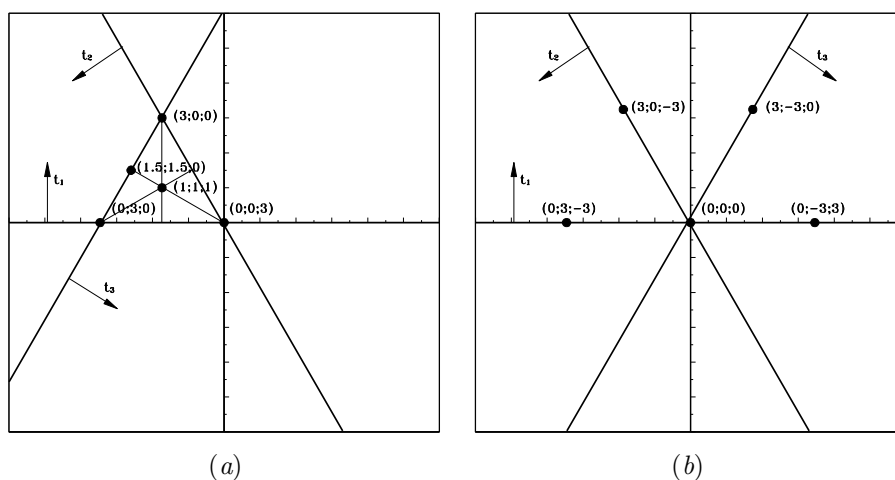 t₂
(3;0;0)
(1.5;1.5;0)
t₁
(1;1;1)
(0;3;0)
(0;0;3)
t₃
(a)
t₂
t₃
(3;0;-3)
(3;-3;0)
t₁
(0;3;-3)
(0;0;0)
(0;-3;3)
(b)